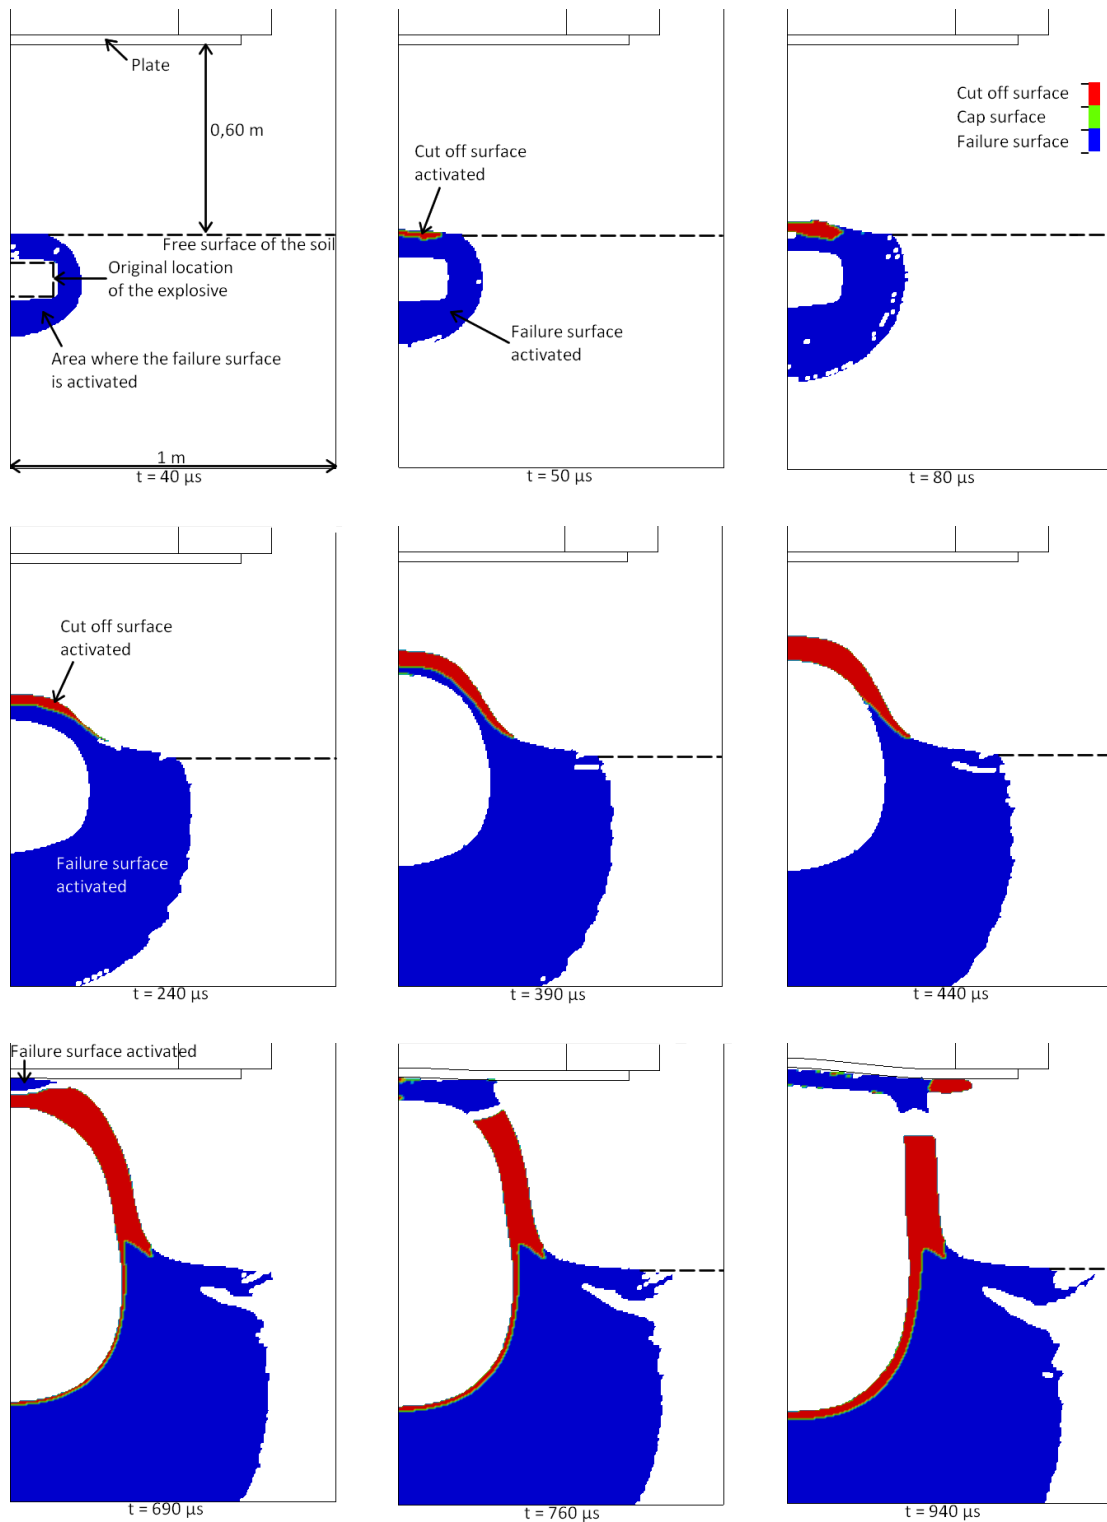 Plate
0,60 m
Free surface of the soil
Original location
of the explosive
Area where the failure surface
is activated
1 m
t = 40 µs
Cut off surface
activated
Failure surface
activated
t = 50 µs
Cut off surface
Cap surface
Failure surface
t = 80 µs
Cut off surface
activated
Failure surface
activated
t = 240 µs
t = 390 µs
t = 440 µs
Failure surface activated
t = 690 µs
t = 760 µs
t = 940 µs